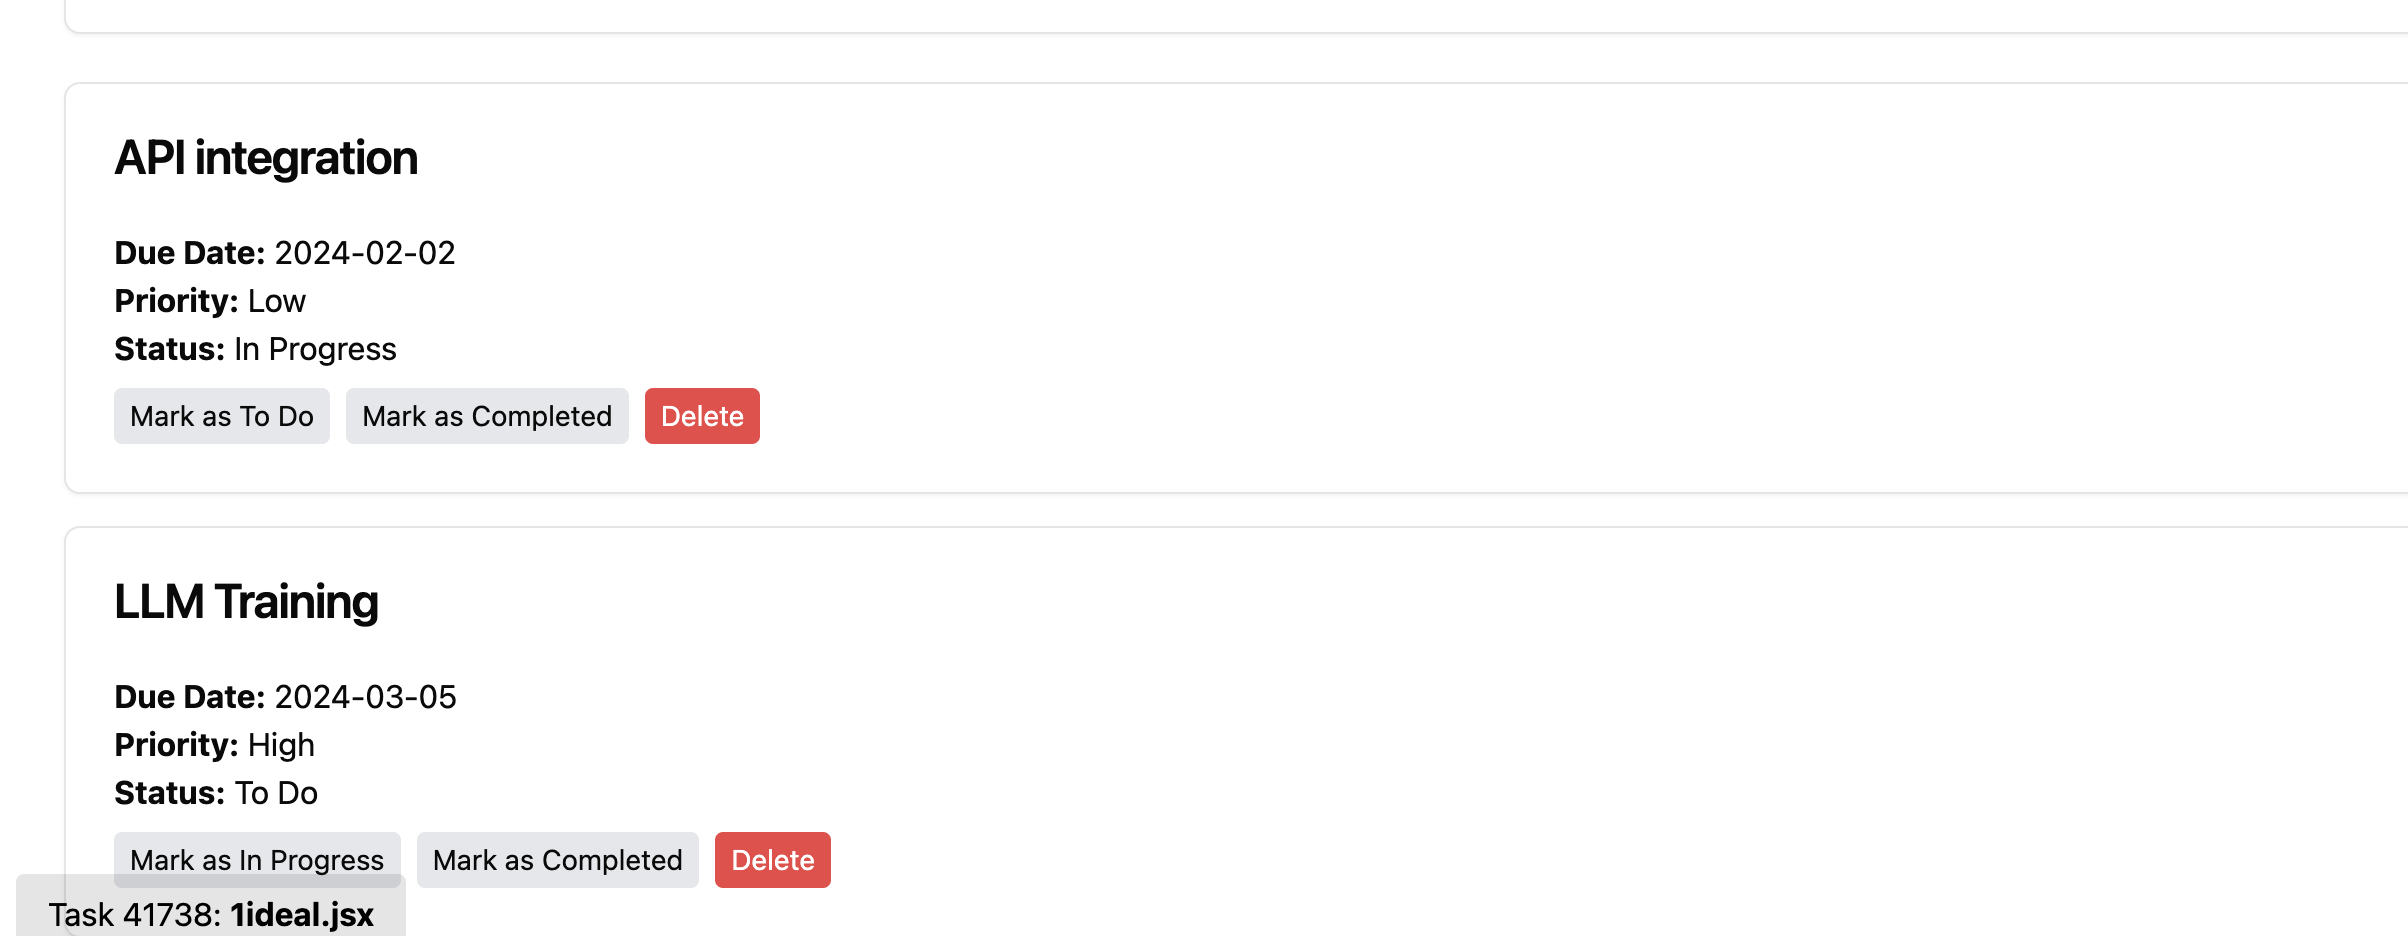 API integration
Due Date: 2024-02-02
Priority: Low
Status: In Progress
Mark as To Do Mark as Completed Delete
LLM Training
Due Date: 2024-03-05
Priority: High
Status: To Do
Mark as In Progress Mark as Completed Delete
Task 41738: 1ideal.jsx